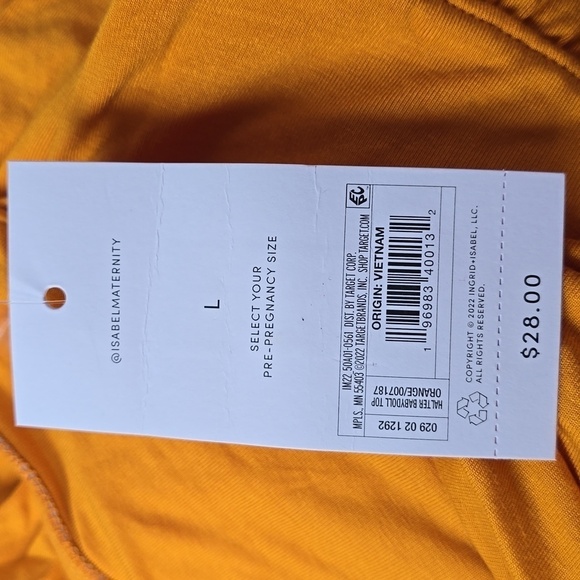 @ISABELMATERNITY
L
SELECT YOUR
PRE-PREGNANCY SIZE
IM22_50A01-0561 DIST. BY TARGET CORP.
MPLS, MN 55403 ©2022 TARGETBRANDS, INC. SHOP TARGET.COM
ORIGIN: VIETNAM
1 96983 40013 2
HALTER BABYDOLL TOP
ORANGE/007187
029 02 1292
COPYRIGHT © 2022 INGRID+ISABEL, LLC.
ALL RIGHTS RESERVED.
$28.00